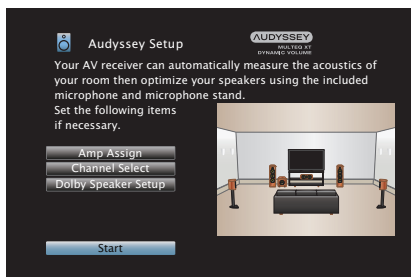 Audyssey Setup
AUDYSSEY
MULTEQ XT
DYNAMIC VOLUME
Your AV receiver can automatically measure the acoustics of
your room then optimize your speakers using the included
microphone and microphone stand.
Set the following items
if necessary.
Amp Assign
Channel Select
Dolby Speaker Setup
Start